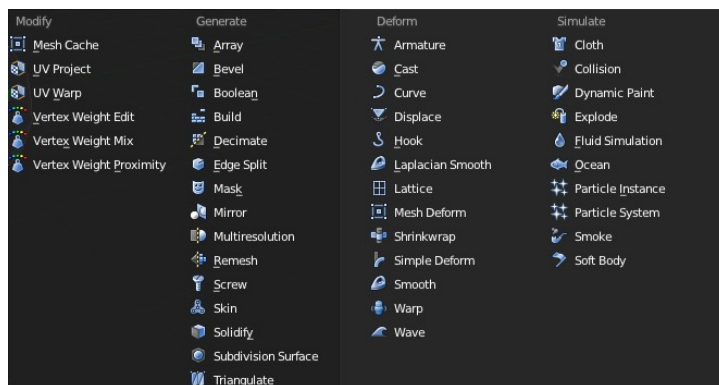 Modify
Mesh Cache
UV Project
UV Warp
Vertex Weight Edit
Vertex Weight Mix
Vertex Weight Proximity
Generate
Array
Bevel
Boolean
Build
Decimate
Edge Split
Mask
Mirror
Multiresolution
Remesh
Screw
Skin
Solidify
Subdivision Surface
Triangulate
Deform
Armature
Cast
Curve
Displace
Hook
Laplacian Smooth
Lattice
Mesh Deform
Shrinkwrap
Simple Deform
Smooth
Warp
Wave
Simulate
Cloth
Collision
Dynamic Paint
Explode
Fluid Simulation
Ocean
Particle Instance
Particle System
Smoke
Soft Body